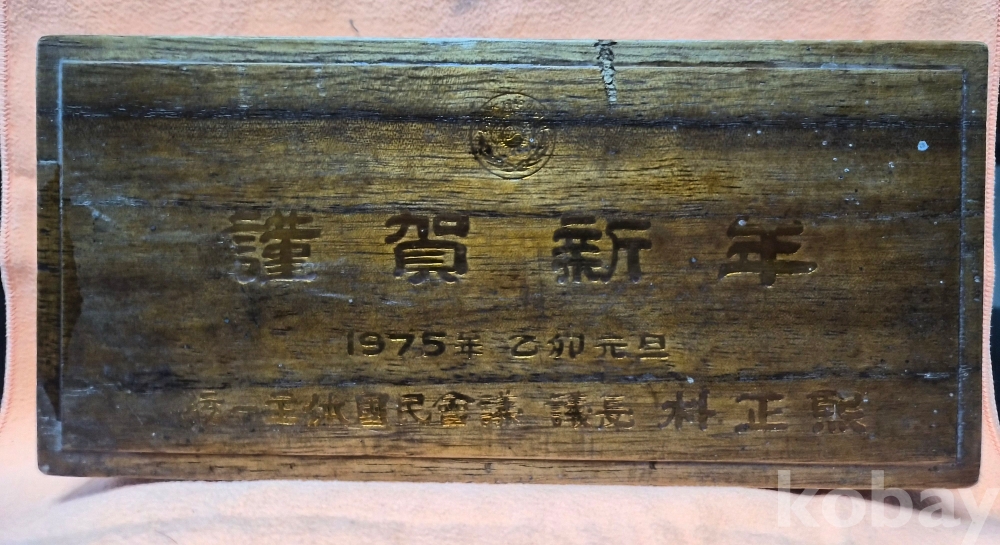 謹賀新年
1975年 乙卯元旦
統一主体國民會議 議長 朴正熙
kobay